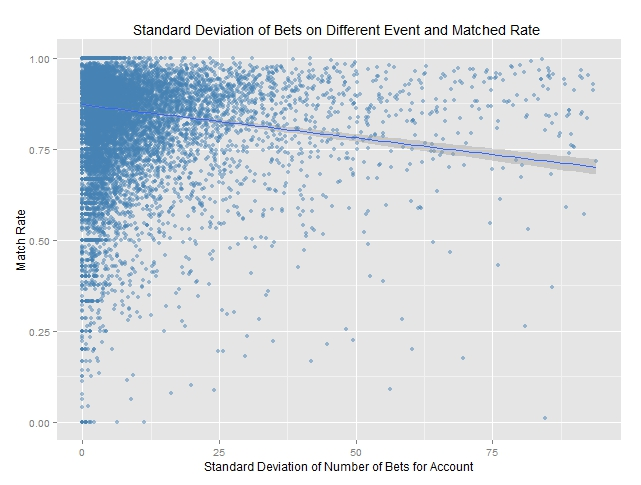 Standard Deviation of Bets on Different Event and Matched Rate
1.00
0.75
0.50
0.25
0.00
Match Rate
0 25 50 75
Standard Deviation of Number of Bets for Account